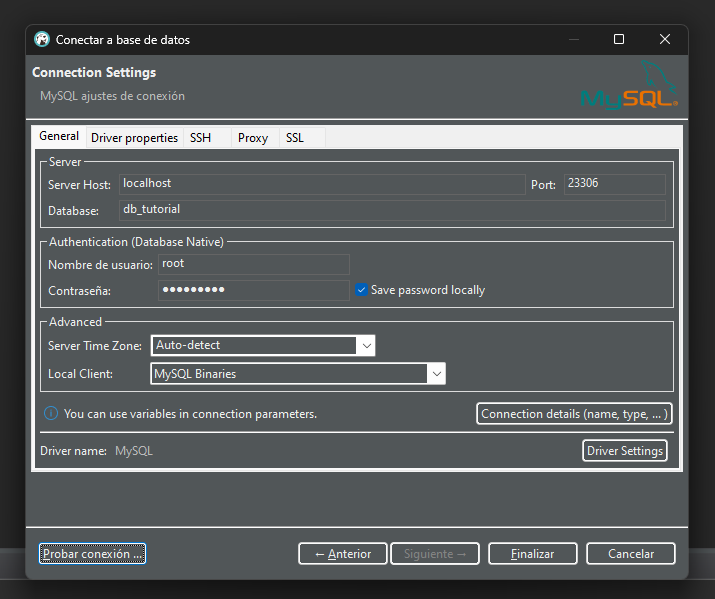 Conectar a base de datos
Connection Settings
MySQL ajustes de conexión
MySQL
General Driver properties SSH Proxy SSL
Server
Server Host: localhost Port: 23306
Database: db_tutorial
Authentication (Database Native)
Nombre de usuario: root
Contraseña: •••••••••
Save password locally
Advanced
Server Time Zone: Auto-detect
Local Client: MySQL Binaries
You can use variables in connection parameters. Connection details (name, type, ... )
Driver name: MySQL Driver Settings
Probar conexión ... ← Anterior Siguiente → Finalizar Cancelar